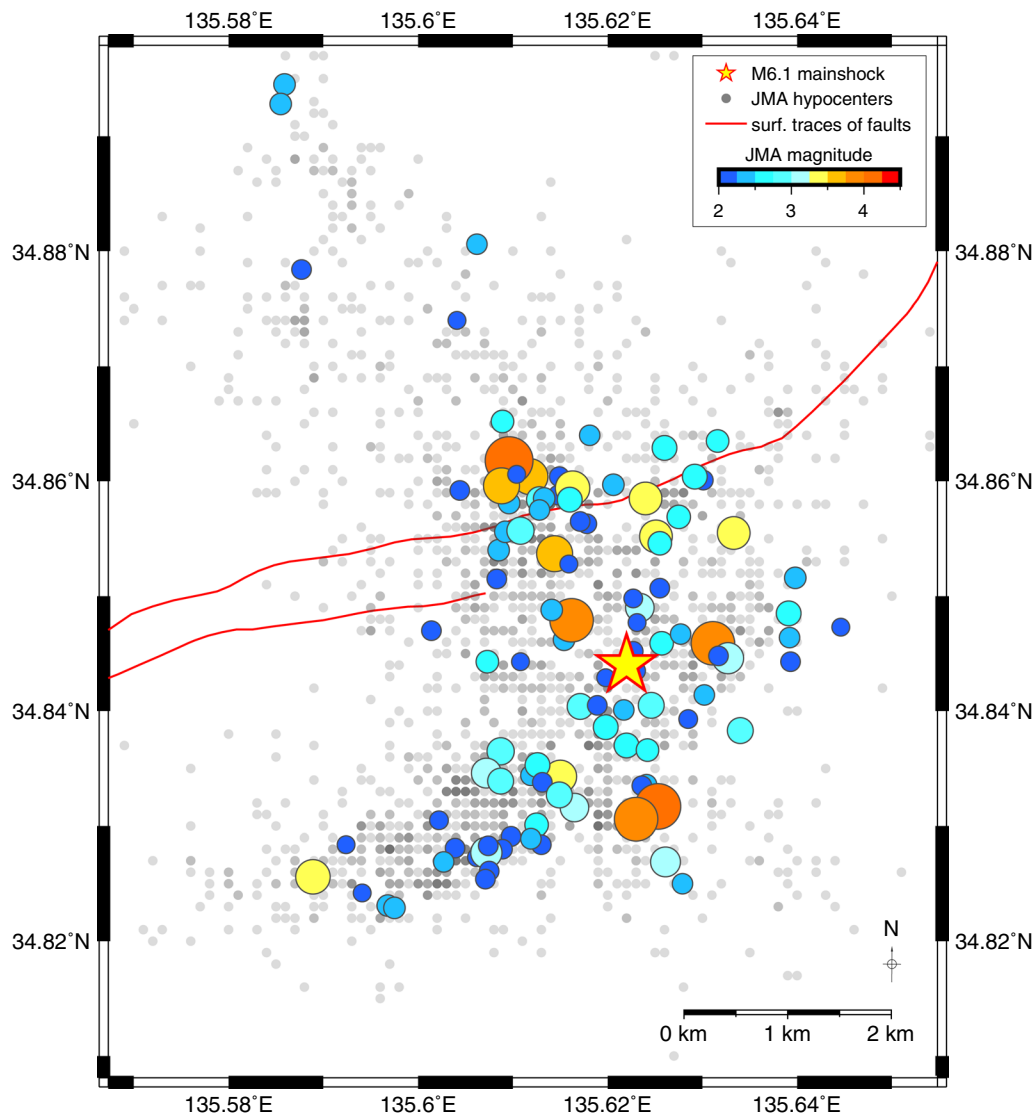 135.58˚E 135.6˚E 135.62˚E 135.64˚E
M6.1 mainshock
JMA hypocenters
surf. traces of faults
JMA magnitude
2 3 4
34.88˚N 34.88˚N
34.86˚N 34.86˚N
34.84˚N 34.84˚N
34.82˚N 34.82˚N
N
0 km 1 km 2 km
135.58˚E 135.6˚E 135.62˚E 135.64˚E